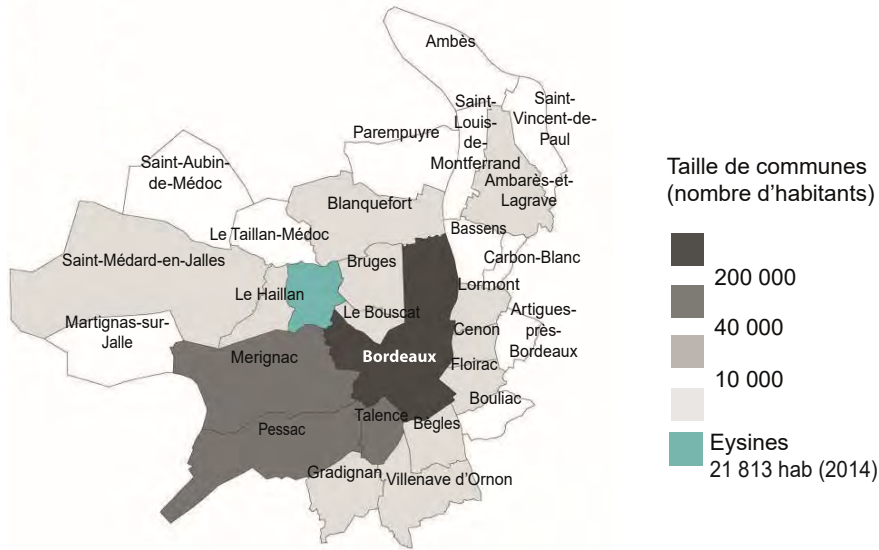 Ambès
Saint-
Louis-
de-
Montferrand
Saint-
Vincent-de-
Paul
Parempuyre
Saint-Aubin-
de-Médoc
Ambarès-et-
Lagrave
Blanquefort
Le Taillan-Médoc
Bassens
Carbon-Blanc
Saint-Médard-en-Jalles
Bruges
Lormont
Le Haillan
Le Bouscat
Artigues-
près-
Bordeaux
Martignas-sur-
Jalle
Cenon
Merignac
Bordeaux
Floirac
Bouliac
Talence
Bègles
Pessac
Gradignan
Villenave d'Ornon
Taille de communes
(nombre d'habitants)
200 000
40 000
10 000
Eysines
21 813 hab (2014)